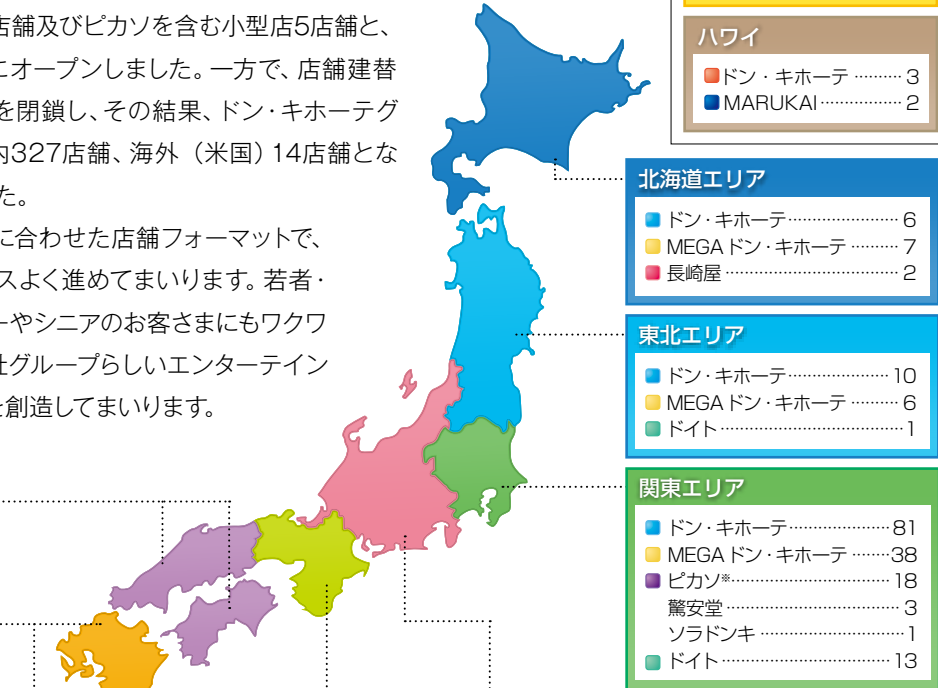 店舗及びピカソを含む小型店5店舗と、
にオープンしました。一方で、店舗建替
を閉鎖し、その結果、ドン・キホーテグ
内327店舗、海外（米国）14店舗とな
た。
に合わせた店舗フォーマットで、
スよく進めてまいります。若者・
ーやシニアのお客さまにもワクワ
社グループらしいエンターテイン
を創造してまいります。
ハワイ
ドン・キホーテ ········· 3
MARUKAI ················· 2
北海道エリア
ドン・キホーテ ················· 6
MEGAドン・キホーテ ········· 7
長崎屋 ··························· 2
東北エリア
ドン・キホーテ ················ 10
MEGAドン・キホーテ ········· 6
ドイト ···························· 1
関東エリア
ドン・キホーテ ················ 81
MEGAドン・キホーテ ······· 38
ピカソ※ ························· 18
驚安堂 ··························· 3
ソラドンキ ······················ 1
ドイト ··························· 13